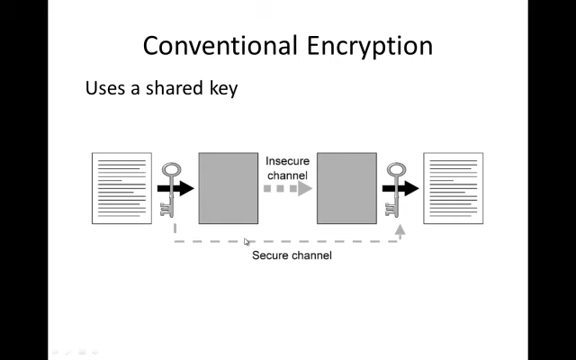 Conventional Encryption
Uses a shared key
Insecure
channel
Secure channel